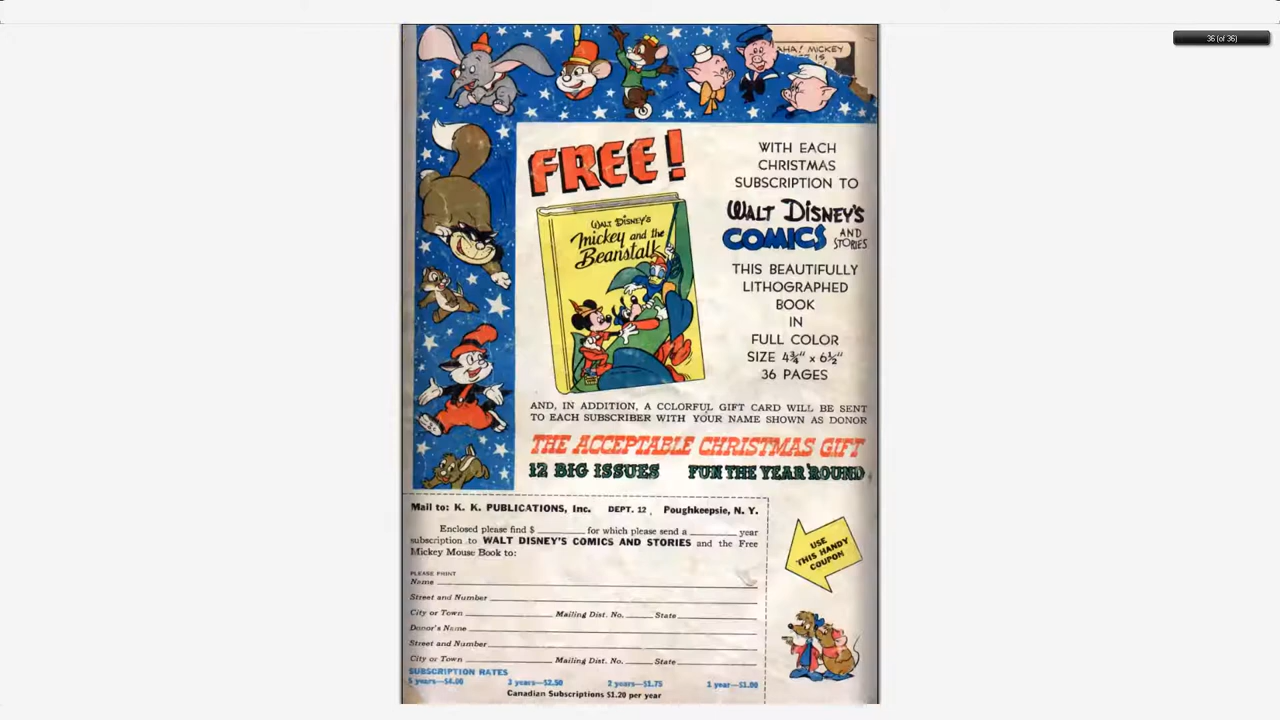 36 (of 36)
AHA! MICKEY
IS
FREE!
WITH EACH
CHRISTMAS
SUBSCRIPTION TO
WALT DISNEY'S
COMICS AND
STORIES
WALT DISNEY'S
Mickey and the
Beanstalk
THIS BEAUTIFULLY
LITHOGRAPHED
BOOK
IN
FULL COLOR
SIZE 4¾" x 6½"
36 PAGES
AND, IN ADDITION, A COLORFUL GIFT CARD WILL BE SENT
TO EACH SUBSCRIBER WITH YOUR NAME SHOWN AS DONOR
THE ACCEPTABLE CHRISTMAS GIFT
12 BIG ISSUES FUN THE YEAR 'ROUND
Mail to: K. K. PUBLICATIONS, Inc. DEPT. 12, Poughkeepsie, N. Y.
Enclosed please find $ ________ for which please send a ________ year
subscription to WALT DISNEY'S COMICS AND STORIES and the Free
Mickey Mouse Book to:
PLEASE PRINT
Name
Street and Number
City or Town Mailing Dist. No. State
Donor's Name
Street and Number
City or Town Mailing Dist. No. State
SUBSCRIPTION RATES
5 years—$4.00 3 years—$2.50 2 years—$1.75 1 year—$1.00
Canadian Subscriptions $1.20 per year
USE
THIS HANDY
COUPON